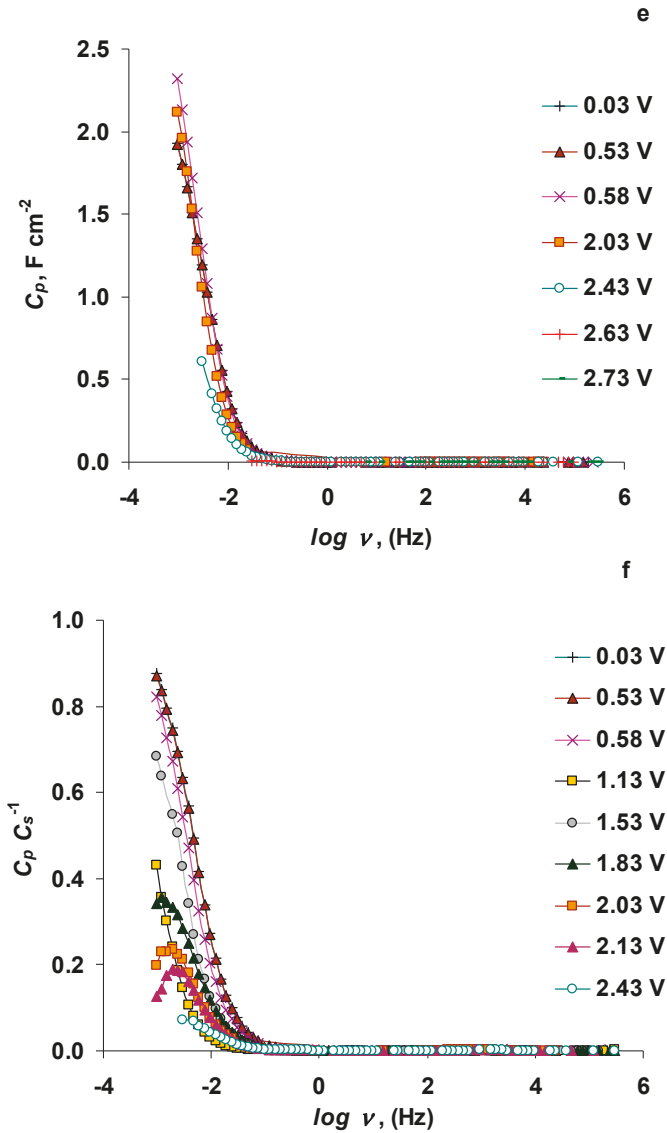 e
2.5
2.0
1.5
1.0
0.5
0.0
-4 -2 0 2 4 6
Cp, F cm-2
log ν, (Hz)
0.03 V
0.53 V
0.58 V
2.03 V
2.43 V
2.63 V
2.73 V
f
1.0
0.8
0.6
0.4
0.2
0.0
-4 -2 0 2 4 6
Cp Cs-1
log ν, (Hz)
0.03 V
0.53 V
0.58 V
1.13 V
1.53 V
1.83 V
2.03 V
2.13 V
2.43 V